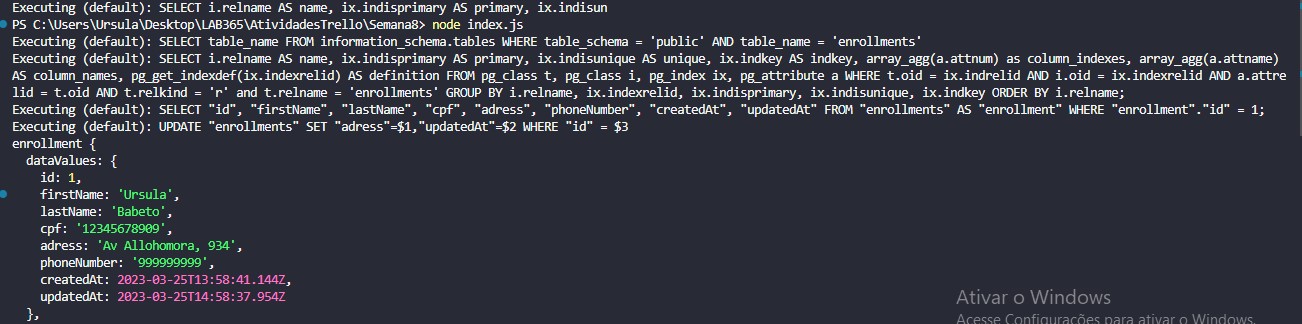 Executing (default): SELECT i.relname AS name, ix.indisprimary AS primary, ix.indisun
PS C:\Users\Ursula\Desktop\LAB365\AtividadesTrello\Semana8> node index.js
Executing (default): SELECT table_name FROM information_schema.tables WHERE table_schema = 'public' AND table_name = 'enrollments'
Executing (default): SELECT i.relname AS name, ix.indisprimary AS primary, ix.indisunique AS unique, ix.indkey AS indkey, array_agg(a.attnum) as column_indexes, array_agg(a.attname)
AS column_names, pg_get_indexdef(ix.indexrelid) AS definition FROM pg_class t, pg_class i, pg_index ix, pg_attribute a WHERE t.oid = ix.indrelid AND i.oid = ix.indexrelid AND a.attre
lid = t.oid AND t.relkind = 'r' and t.relname = 'enrollments' GROUP BY i.relname, ix.indexrelid, ix.indisprimary, ix.indisunique, ix.indkey ORDER BY i.relname;
Executing (default): SELECT "id", "firstName", "lastName", "cpf", "adress", "phoneNumber", "createdAt", "updatedAt" FROM "enrollments" AS "enrollment" WHERE "enrollment"."id" = 1;
Executing (default): UPDATE "enrollments" SET "adress"=$1,"updatedAt"=$2 WHERE "id" = $3
enrollment {
  dataValues: {
    id: 1,
    firstName: 'Ursula',
    lastName: 'Babeto',
    cpf: '12345678909',
    adress: 'Av Allohomora, 934',
    phoneNumber: '999999999',
    createdAt: 2023-03-25T13:58:41.144Z,
    updatedAt: 2023-03-25T14:58:37.954Z
  },
Ativar o Windows
Acesse Configurações para ativar o Windows.